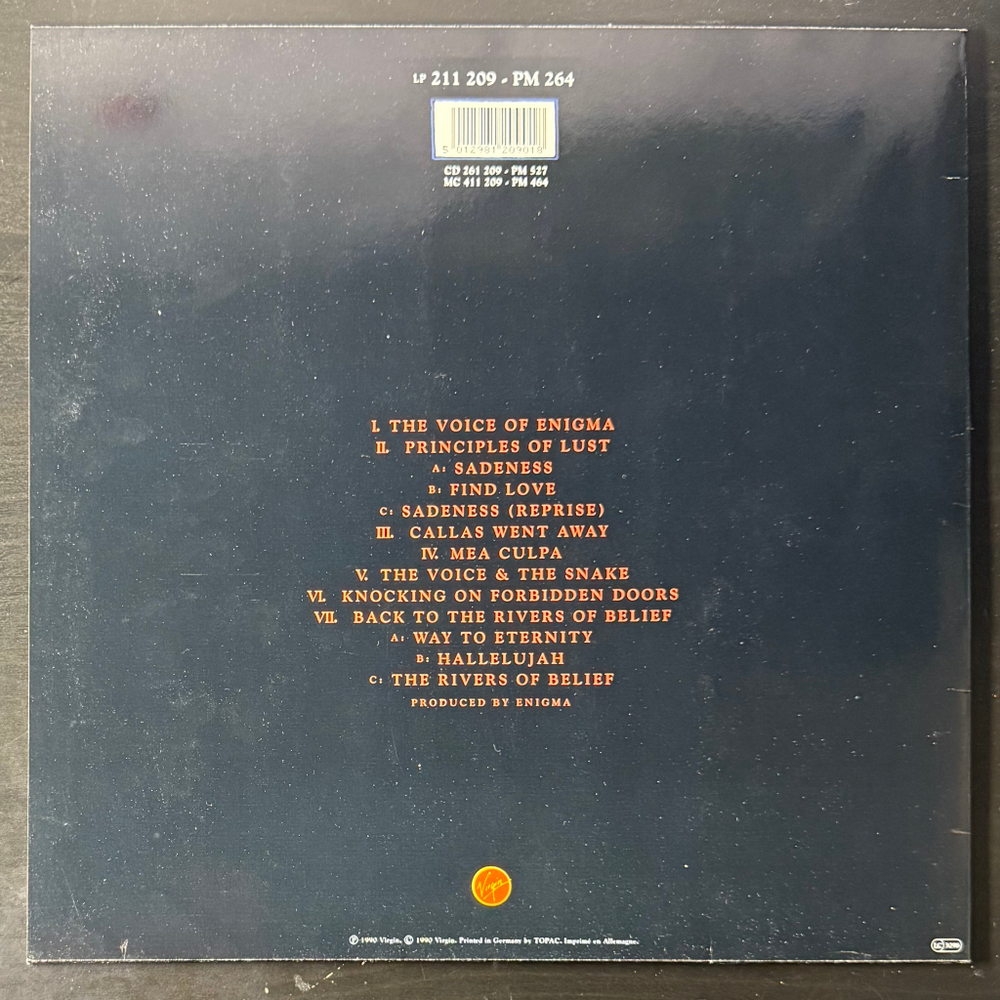 LP 211 209 - PM 264
5 012981 209018
CD 261 209 - PM 527
MC 411 209 - PM 464
I. THE VOICE OF ENIGMA
II. PRINCIPLES OF LUST
A: SADENESS
B: FIND LOVE
C: SADENESS (REPRISE)
III. CALLAS WENT AWAY
IV. MEA CULPA
V. THE VOICE & THE SNAKE
VI. KNOCKING ON FORBIDDEN DOORS
VII. BACK TO THE RIVERS OF BELIEF
A: WAY TO ETERNITY
B: HALLELUJAH
C: THE RIVERS OF BELIEF
PRODUCED BY ENIGMA
Virgin
Ⓟ 1990 Virgin. © 1990 Virgin. Printed in Germany by TOPAC. Imprimé en Allemagne.
LC 3098